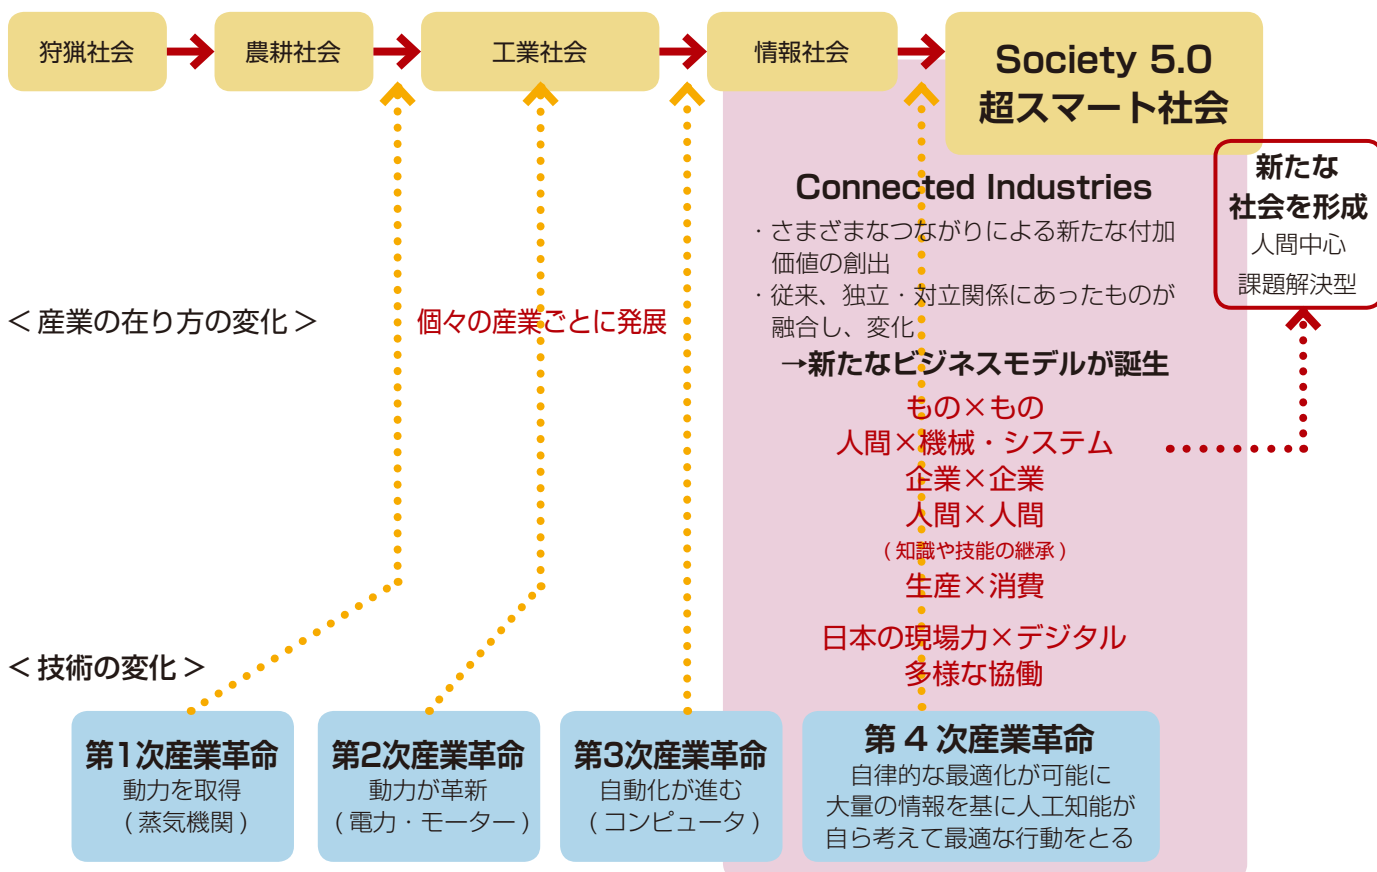 狩猟社会
農耕社会
工業社会
情報社会
Society 5.0
超スマート社会
新たな
社会を形成
人間中心
課題解決型
Connected Industries
・さまざまなつながりによる新たな付加
価値の創出
・従来、独立・対立関係にあったものが
融合し、変化
→新たなビジネスモデルが誕生
＜産業の在り方の変化＞
個々の産業ごとに発展
もの×もの
人間×機械・システム
企業×企業
人間×人間
(知識や技能の継承)
生産×消費
日本の現場力×デジタル
多様な協働
＜技術の変化＞
第1次産業革命
動力を取得
(蒸気機関)
第2次産業革命
動力が革新
(電力・モーター)
第3次産業革命
自動化が進む
(コンピュータ)
第4次産業革命
自律的な最適化が可能に
大量の情報を基に人工知能が
自ら考えて最適な行動をとる